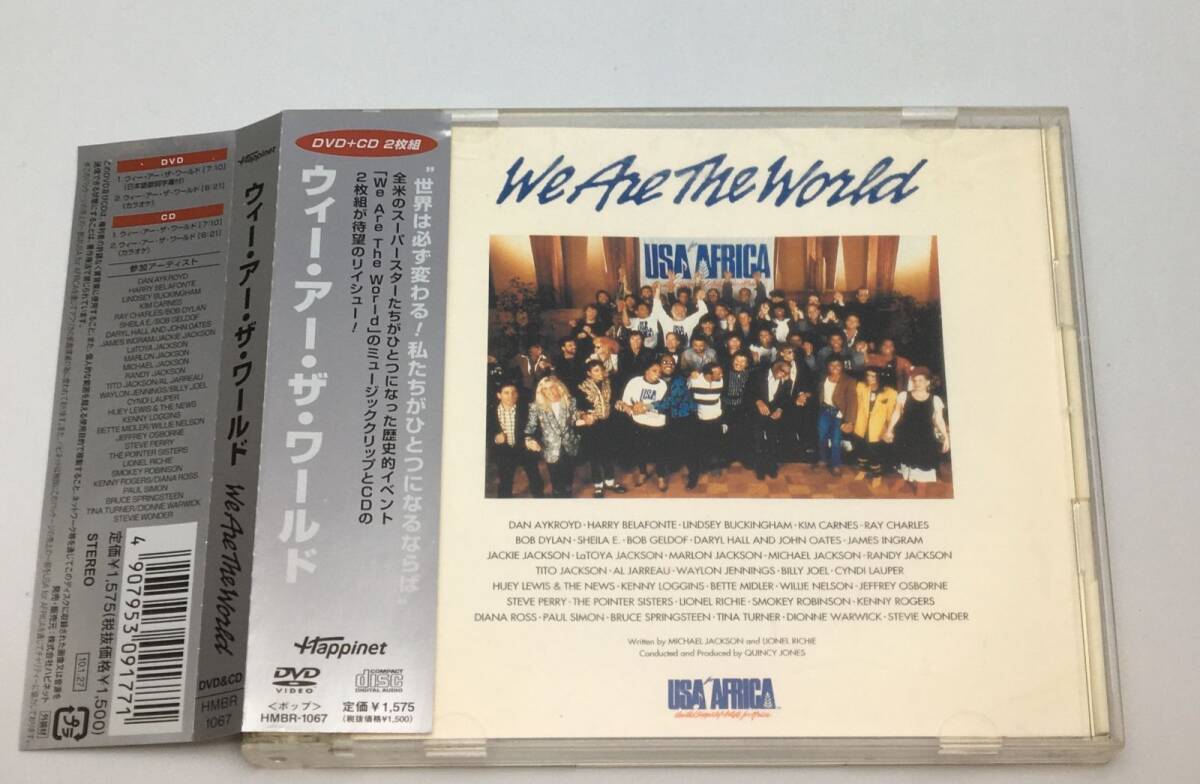 Happinet
DVD
1. ウィー・アー・ザ・ワールド [7:10]
(日本語歌詞字幕付)
2. ウィー・アー・ザ・ワールド [6:21]
(カラオケ)
CD
1. ウィー・アー・ザ・ワールド [7:10]
2. ウィー・アー・ザ・ワールド [6:21]
(カラオケ)
参加アーティスト
DAN AYKROYD
HARRY BELAFONTE
LINDSEY BUCKINGHAM
KIM CARNES
RAY CHARLES/BOB DYLAN
SHEILA E./BOB GELDOF
DARYL HALL AND JOHN OATES
JAMES INGRAM/JACKIE JACKSON
LaTOYA JACKSON
MARLON JACKSON
MICHAEL JACKSON
RANDY JACKSON
TITO JACKSON/AL JARREAU
WAYLON JENNINGS/BILLY JOEL
CYNDI LAUPER
HUEY LEWIS & THE NEWS
KENNY LOGGINS
BETTE MIDLER/WILLIE NELSON
JEFFREY OSBORNE
STEVE PERRY
THE POINTER SISTERS
LIONEL RICHIE
SMOKEY ROBINSON
KENNY ROGERS/DIANA ROSS
PAUL SIMON
BRUCE SPRINGSTEEN
TINA TURNER/DIONNE WARWICK
STEVIE WONDER
STEREO
定価¥1,575(税抜価格¥1,500)
4 907953 091771
10.1.27
発売・販売元:株式会社ハピネット
ウィー・アー・ザ・ワールド We Are The World
DVD&CD
HMBR
1067
DVD+CD 2枚組
ウィー・アー・ザ・ワールド
"世界は必ず変わる!私たちがひとつになるならば"
全米のスーパースターたちがひとつになった歴史的イベント
「We Are The World」のミュージッククリップとCDの
2枚組が待望のリイシュー!
Happinet
DVD
VIDEO
COMPACT
disc
DIGITAL AUDIO
<ポップ>
HMBR-1067
定価¥1,575
(税抜価格¥1,500)
We Are The World
USA for AFRICA
USA
DAN AYKROYD · HARRY BELAFONTE · LINDSEY BUCKINGHAM · KIM CARNES · RAY CHARLES
BOB DYLAN · SHEILA E. · BOB GELDOF · DARYL HALL AND JOHN OATES · JAMES INGRAM
JACKIE JACKSON · LaTOYA JACKSON · MARLON JACKSON · MICHAEL JACKSON · RANDY JACKSON
TITO JACKSON · AL JARREAU · WAYLON JENNINGS · BILLY JOEL · CYNDI LAUPER
HUEY LEWIS & THE NEWS · KENNY LOGGINS · BETTE MIDLER · WILLIE NELSON · JEFFREY OSBORNE
STEVE PERRY · THE POINTER SISTERS · LIONEL RICHIE · SMOKEY ROBINSON · KENNY ROGERS
DIANA ROSS · PAUL SIMON · BRUCE SPRINGSTEEN · TINA TURNER · DIONNE WARWICK · STEVIE WONDER
Written by MICHAEL JACKSON and LIONEL RICHIE
Conducted and Produced by QUINCY JONES
USA for AFRICA